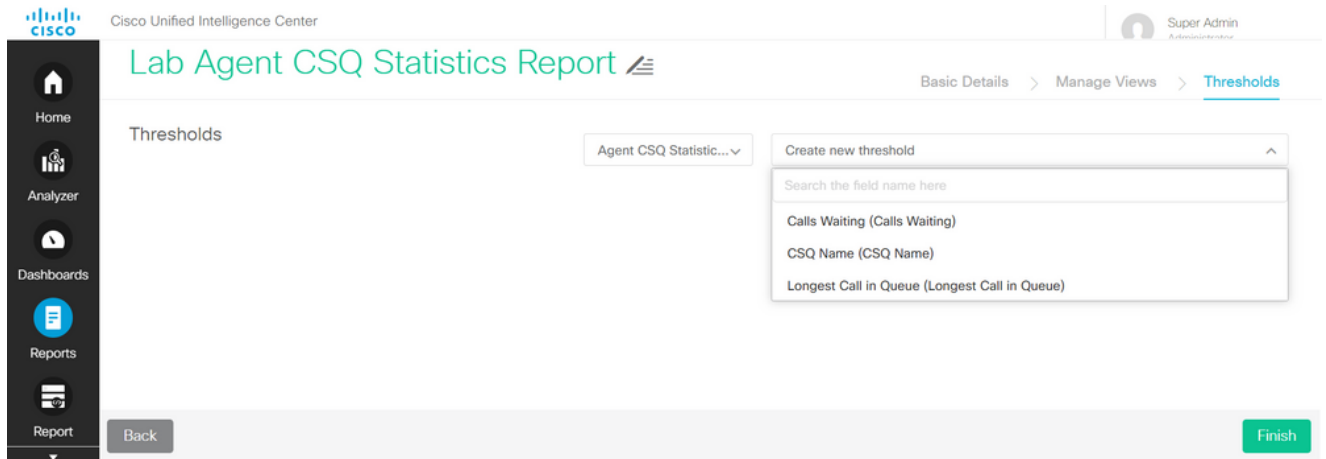 CISCO
Cisco Unified Intelligence Center
Super Admin
Administrator
Lab Agent CSQ Statistics Report
Basic Details > Manage Views > Thresholds
Home
Analyzer
Dashboards
Reports
Report
Thresholds
Agent CSQ Statistic...
Create new threshold
Search the field name here
Calls Waiting (Calls Waiting)
CSQ Name (CSQ Name)
Longest Call in Queue (Longest Call in Queue)
Back
Finish